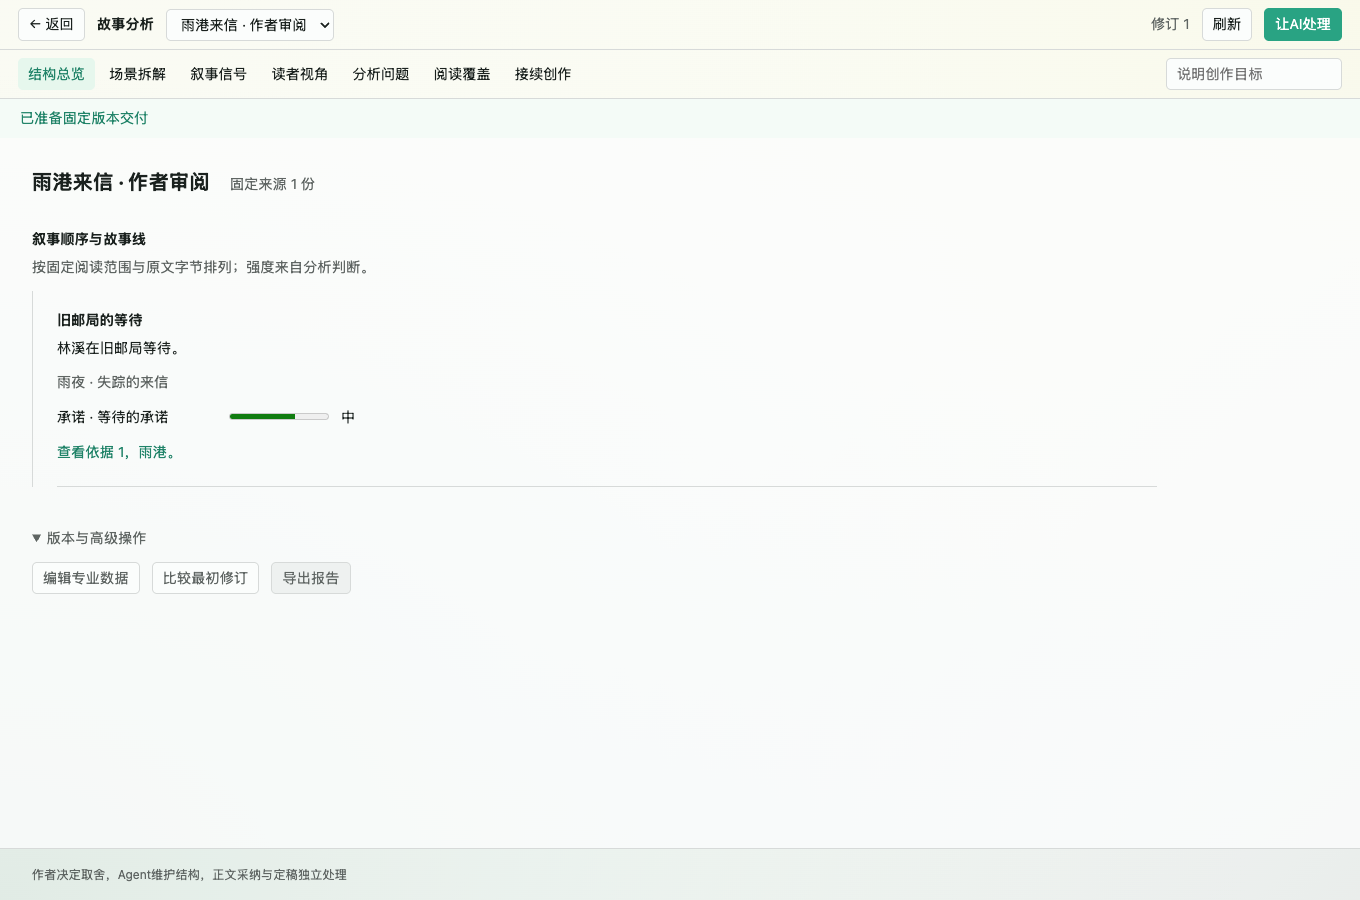 ← 返回 故事分析 雨港来信 · 作者审阅 修订 1 刷新 让AI处理
结构总览 场景拆解 叙事信号 读者视角 分析问题 阅读覆盖 接续创作 说明创作目标
已准备固定版本交付
雨港来信 · 作者审阅 固定来源 1 份
叙事顺序与故事线
按固定阅读范围与原文字节排列；强度来自分析判断。
旧邮局的等待
林溪在旧邮局等待。
雨夜 · 失踪的来信
承诺 · 等待的承诺 中
查看依据 1，雨港。
▼ 版本与高级操作
编辑专业数据 比较最初修订 导出报告
作者决定取舍，Agent维护结构，正文采纳与定稿独立处理